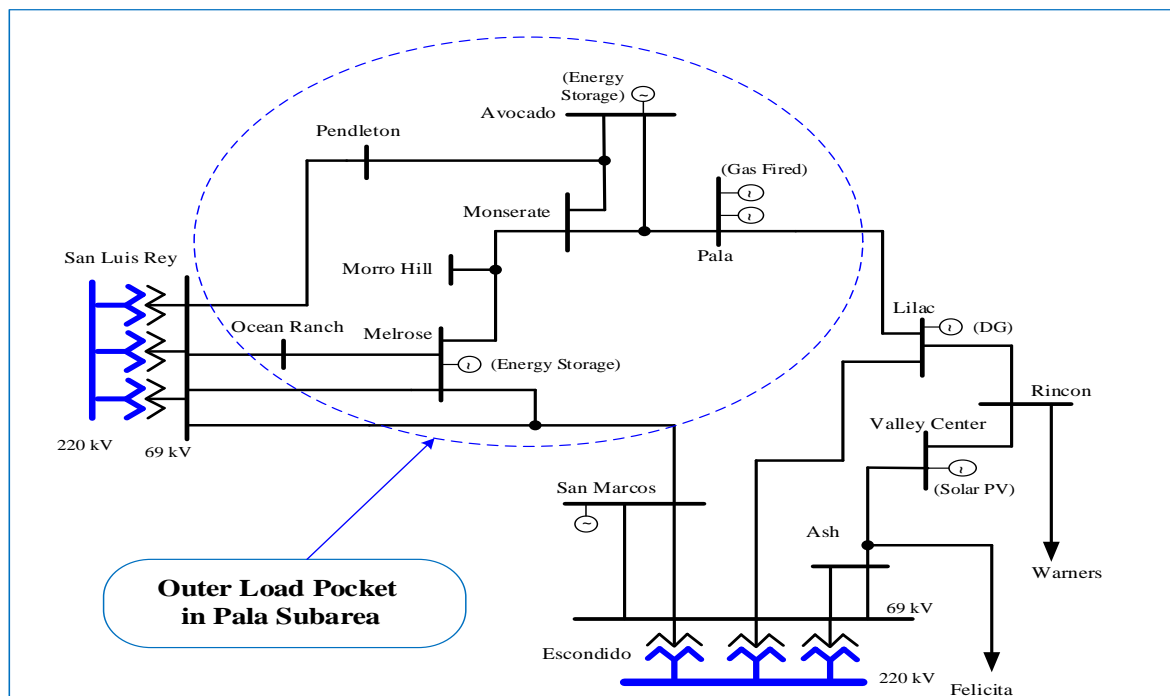 (Energy
Storage)
Avocado
Pendleton
(Gas Fired)
Monserate
Pala
San Luis Rey
Morro Hill
Lilac
(DG)
Ocean Ranch
Melrose
(Energy Storage)
Rincon
Valley Center
220 kV
69 kV
(Solar PV)
San Marcos
Ash
Warners
Outer Load Pocket
in Pala Subarea
69 kV
Escondido
220 kV
Felicita